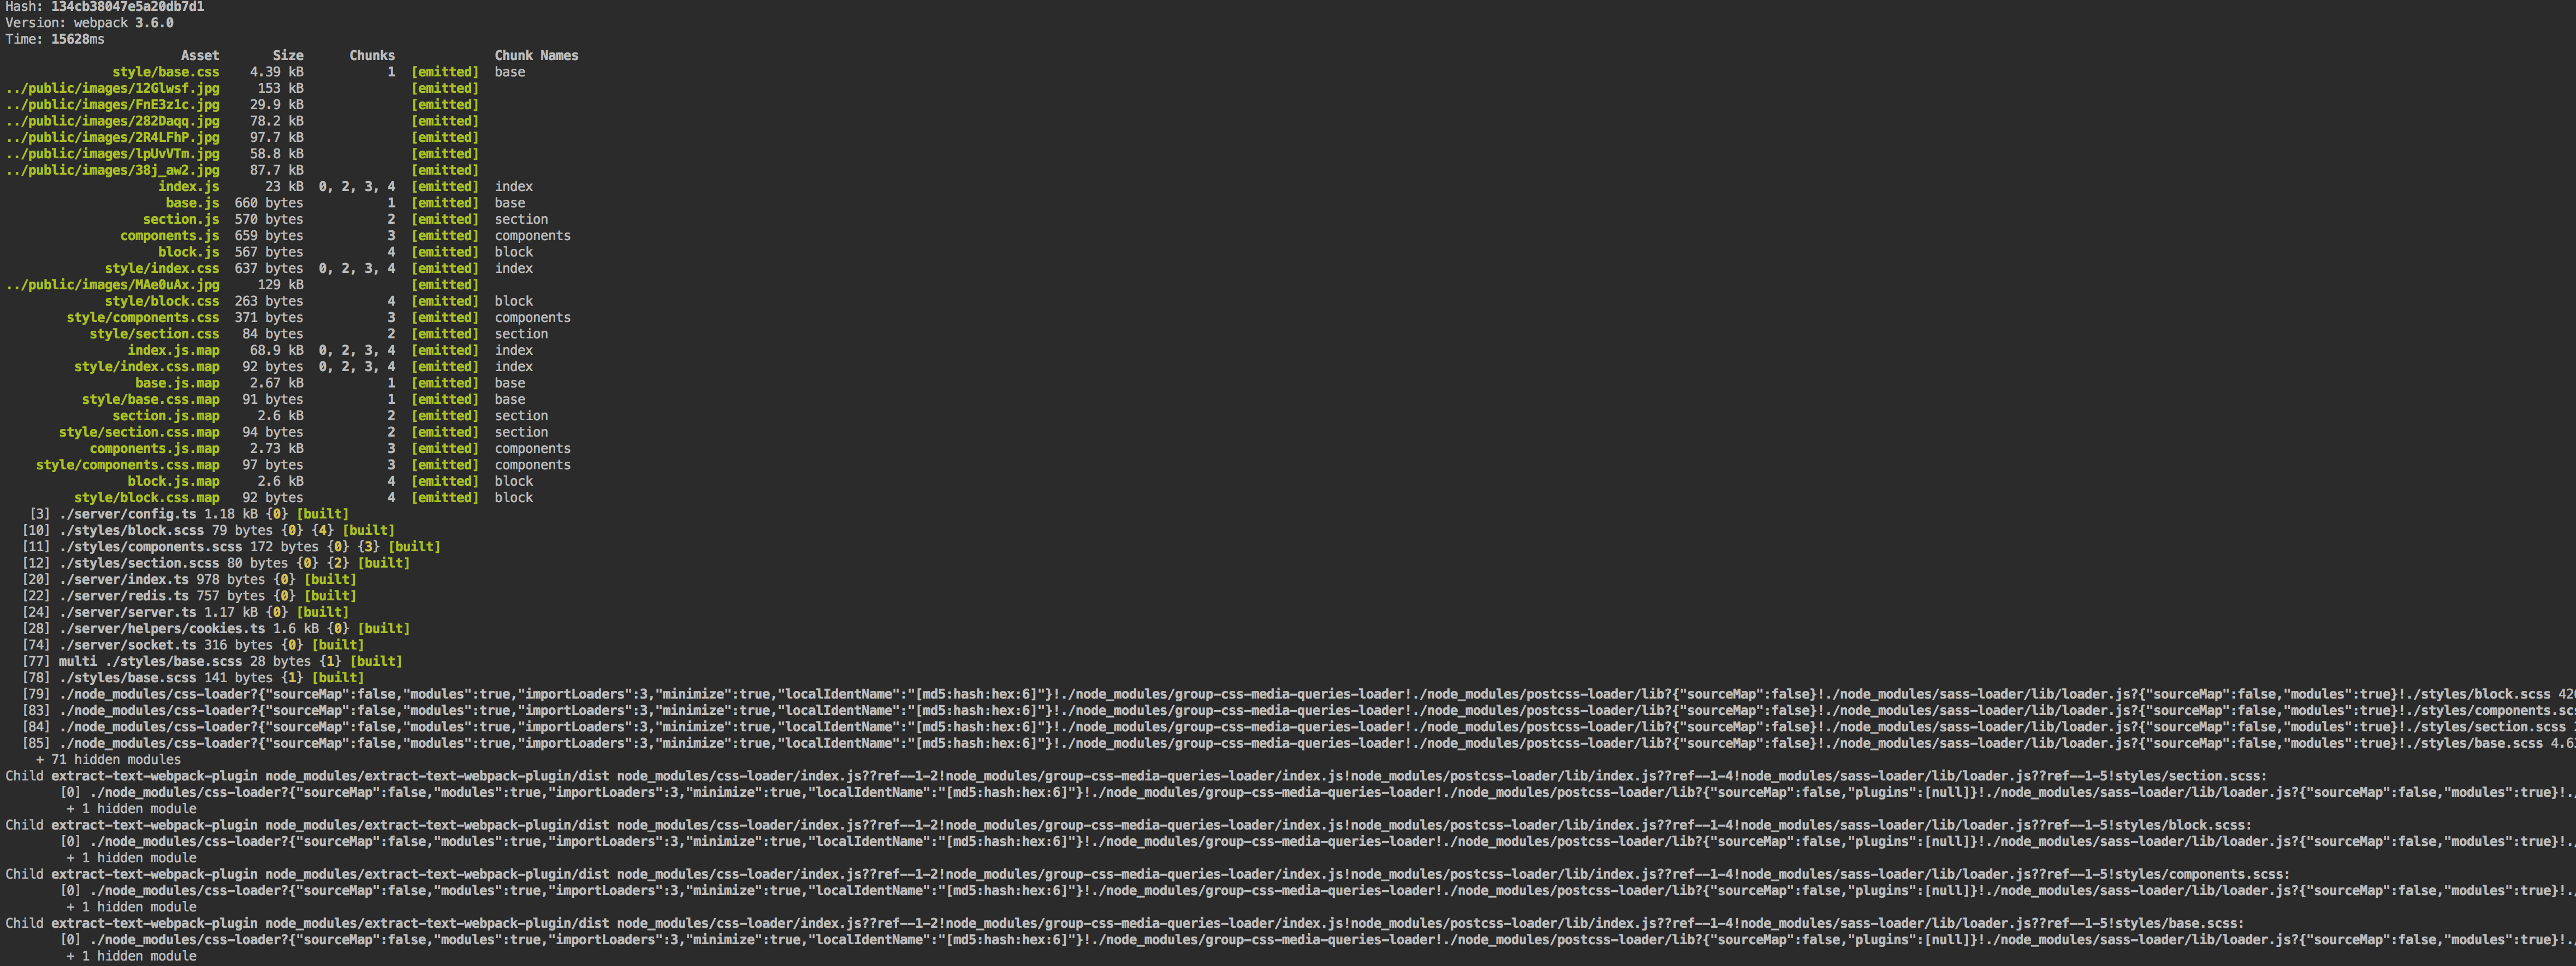 Hash: 134cb38047e5a20db7d1
Version: webpack 3.6.0
Time: 15628ms
Asset Size Chunks Chunk Names
style/base.css 4.39 kB 1 [emitted] base
../public/images/12Glwsf.jpg 153 kB [emitted]
../public/images/FnE3z1c.jpg 29.9 kB [emitted]
../public/images/282Daqq.jpg 78.2 kB [emitted]
../public/images/2R4LFhP.jpg 97.7 kB [emitted]
../public/images/lpUvVTm.jpg 58.8 kB [emitted]
../public/images/38j_aw2.jpg 87.7 kB [emitted]
index.js 23 kB 0, 2, 3, 4 [emitted] index
base.js 660 bytes 1 [emitted] base
section.js 570 bytes 2 [emitted] section
components.js 659 bytes 3 [emitted] components
block.js 567 bytes 4 [emitted] block
style/index.css 637 bytes 0, 2, 3, 4 [emitted] index
../public/images/MAe0uAx.jpg 129 kB [emitted]
style/block.css 263 bytes 4 [emitted] block
style/components.css 371 bytes 3 [emitted] components
style/section.css 84 bytes 2 [emitted] section
index.js.map 68.9 kB 0, 2, 3, 4 [emitted] index
style/index.css.map 92 bytes 0, 2, 3, 4 [emitted] index
base.js.map 2.67 kB 1 [emitted] base
style/base.css.map 91 bytes 1 [emitted] base
section.js.map 2.6 kB 2 [emitted] section
style/section.css.map 94 bytes 2 [emitted] section
components.js.map 2.73 kB 3 [emitted] components
style/components.css.map 97 bytes 3 [emitted] components
block.js.map 2.6 kB 4 [emitted] block
style/block.css.map 92 bytes 4 [emitted] block
[3] ./server/config.ts 1.18 kB {0} [built]
[10] ./styles/block.scss 79 bytes {0} {4} [built]
[11] ./styles/components.scss 172 bytes {0} {3} [built]
[12] ./styles/section.scss 80 bytes {0} {2} [built]
[20] ./server/index.ts 978 bytes {0} [built]
[22] ./server/redis.ts 757 bytes {0} [built]
[24] ./server/server.ts 1.17 kB {0} [built]
[28] ./server/helpers/cookies.ts 1.6 kB {0} [built]
[74] ./server/socket.ts 316 bytes {0} [built]
[77] multi ./styles/base.scss 28 bytes {1} [built]
[78] ./styles/base.scss 141 bytes {1} [built]
[79] ./node_modules/css-loader?{"sourceMap":false,"modules":true,"importLoaders":3,"minimize":true,"localIdentName":"[md5:hash:hex:6]"}!./node_modules/group-css-media-queries-loader!./node_modules/postcss-loader/lib?{"sourceMap":false}!./node_modules/sass-loader/lib/loader.js?{"sourceMap":false,"modules":true}!./styles/block.scss
[83] ./node_modules/css-loader?{"sourceMap":false,"modules":true,"importLoaders":3,"minimize":true,"localIdentName":"[md5:hash:hex:6]"}!./node_modules/group-css-media-queries-loader!./node_modules/postcss-loader/lib?{"sourceMap":false}!./node_modules/sass-loader/lib/loader.js?{"sourceMap":false,"modules":true}!./styles/components.sc
[84] ./node_modules/css-loader?{"sourceMap":false,"modules":true,"importLoaders":3,"minimize":true,"localIdentName":"[md5:hash:hex:6]"}!./node_modules/group-css-media-queries-loader!./node_modules/postcss-loader/lib?{"sourceMap":false}!./node_modules/sass-loader/lib/loader.js?{"sourceMap":false,"modules":true}!./styles/section.scss
[85] ./node_modules/css-loader?{"sourceMap":false,"modules":true,"importLoaders":3,"minimize":true,"localIdentName":"[md5:hash:hex:6]"}!./node_modules/group-css-media-queries-loader!./node_modules/postcss-loader/lib?{"sourceMap":false}!./node_modules/sass-loader/lib/loader.js?{"sourceMap":false,"modules":true}!./styles/base.scss
+ 71 hidden modules
Child extract-text-webpack-plugin node_modules/extract-text-webpack-plugin/dist node_modules/css-loader/index.js??ref--1-2!node_modules/group-css-media-queries-loader/index.js!node_modules/postcss-loader/lib/index.js??ref--1-4!node_modules/sass-loader/lib/loader.js??ref--1-5!styles/section.scss:
[0] ./node_modules/css-loader?{"sourceMap":false,"modules":true,"importLoaders":3,"minimize":true,"localIdentName":"[md5:hash:hex:6]"}!./node_modules/group-css-media-queries-loader!./node_modules/postcss-loader/lib?{"sourceMap":false,"plugins":[null]}!./node_modules/sass-loader/lib/loader.js?{"sourceMap":false,"modules":true}!.
+ 1 hidden module
Child extract-text-webpack-plugin node_modules/extract-text-webpack-plugin/dist node_modules/css-loader/index.js??ref--1-2!node_modules/group-css-media-queries-loader/index.js!node_modules/postcss-loader/lib/index.js??ref--1-4!node_modules/sass-loader/lib/loader.js??ref--1-5!styles/block.scss:
[0] ./node_modules/css-loader?{"sourceMap":false,"modules":true,"importLoaders":3,"minimize":true,"localIdentName":"[md5:hash:hex:6]"}!./node_modules/group-css-media-queries-loader!./node_modules/postcss-loader/lib?{"sourceMap":false,"plugins":[null]}!./node_modules/sass-loader/lib/loader.js?{"sourceMap":false,"modules":true}!.
+ 1 hidden module
Child extract-text-webpack-plugin node_modules/extract-text-webpack-plugin/dist node_modules/css-loader/index.js??ref--1-2!node_modules/group-css-media-queries-loader/index.js!node_modules/postcss-loader/lib/index.js??ref--1-4!node_modules/sass-loader/lib/loader.js??ref--1-5!styles/components.scss:
[0] ./node_modules/css-loader?{"sourceMap":false,"modules":true,"importLoaders":3,"minimize":true,"localIdentName":"[md5:hash:hex:6]"}!./node_modules/group-css-media-queries-loader!./node_modules/postcss-loader/lib?{"sourceMap":false,"plugins":[null]}!./node_modules/sass-loader/lib/loader.js?{"sourceMap":false,"modules":true}!.
+ 1 hidden module
Child extract-text-webpack-plugin node_modules/extract-text-webpack-plugin/dist node_modules/css-loader/index.js??ref--1-2!node_modules/group-css-media-queries-loader/index.js!node_modules/postcss-loader/lib/index.js??ref--1-4!node_modules/sass-loader/lib/loader.js??ref--1-5!styles/base.scss:
[0] ./node_modules/css-loader?{"sourceMap":false,"modules":true,"importLoaders":3,"minimize":true,"localIdentName":"[md5:hash:hex:6]"}!./node_modules/group-css-media-queries-loader!./node_modules/postcss-loader/lib?{"sourceMap":false,"plugins":[null]}!./node_modules/sass-loader/lib/loader.js?{"sourceMap":false,"modules":true}!.
+ 1 hidden module